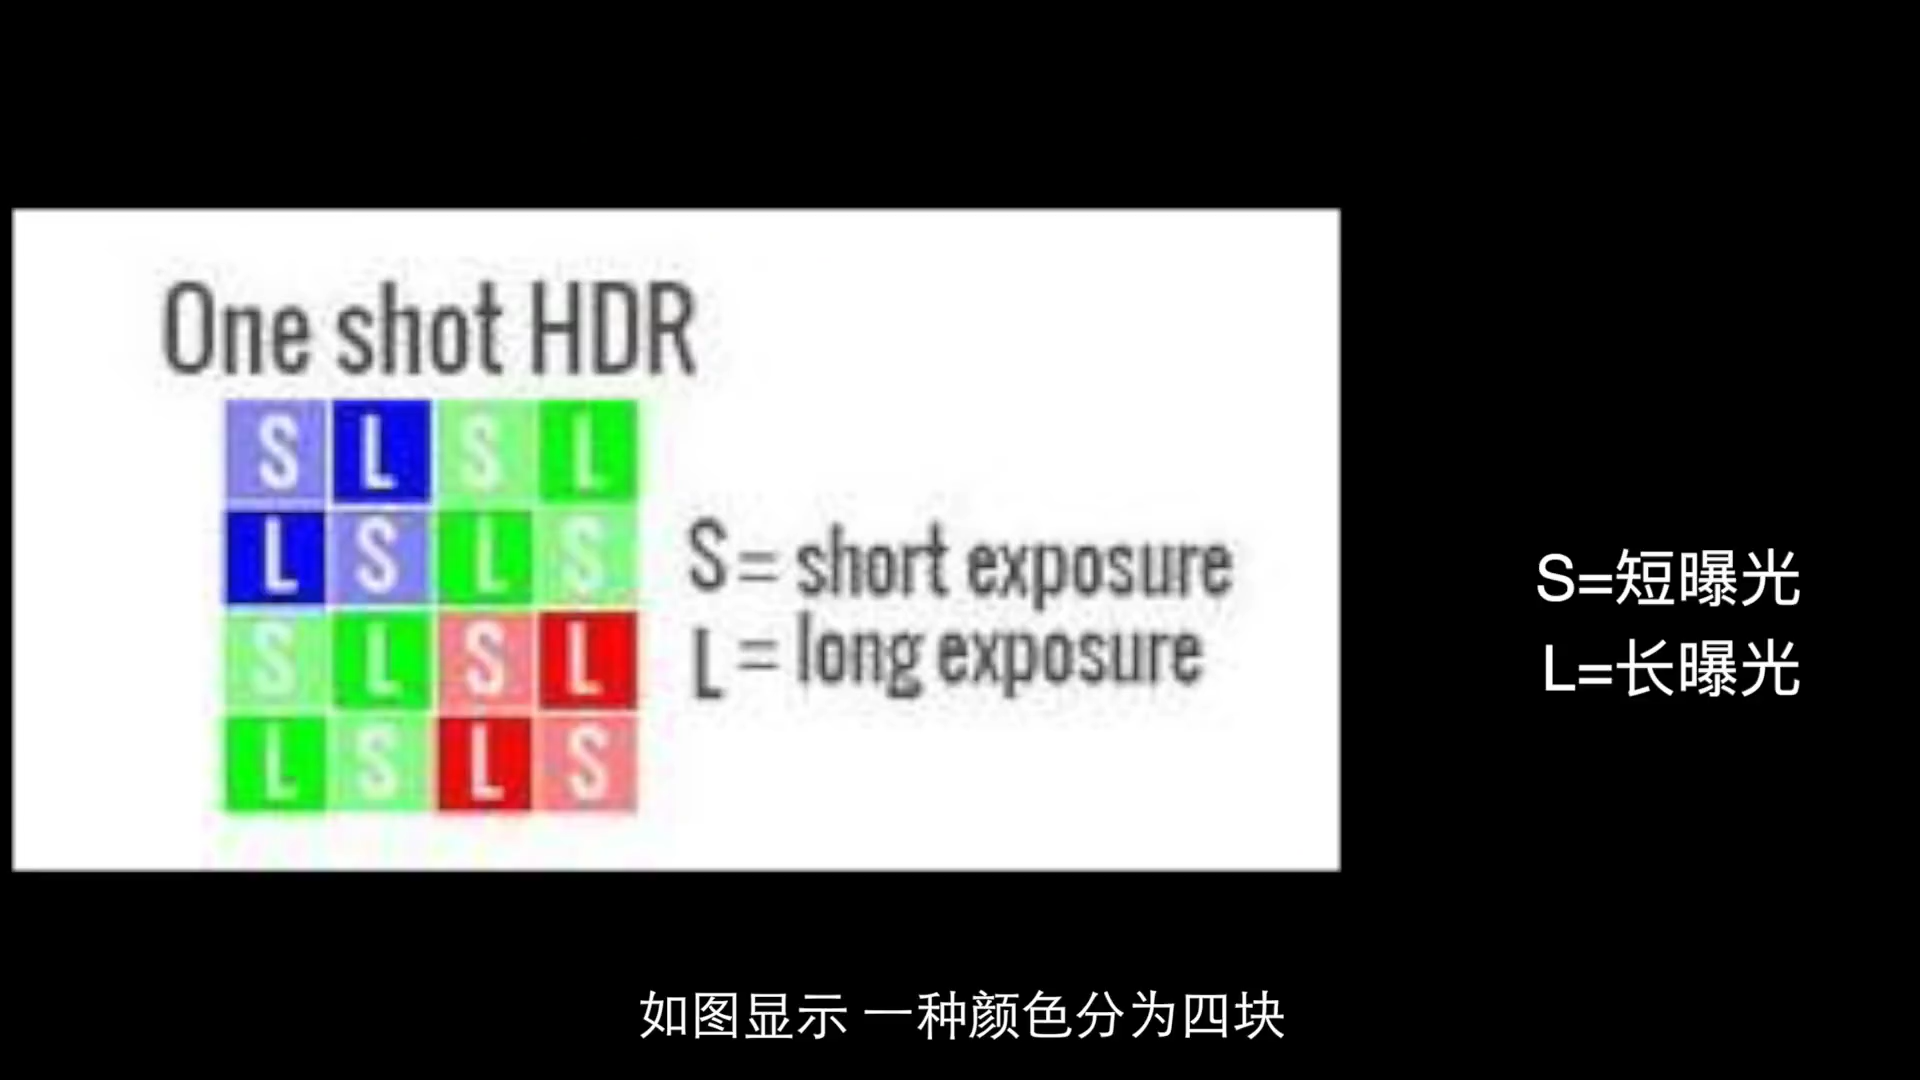 One shot HDR
S L S L
L S L S
S L S L
L S L S
S = short exposure
L = long exposure
S=短曝光
L=长曝光
如图显示 一种颜色分为四块